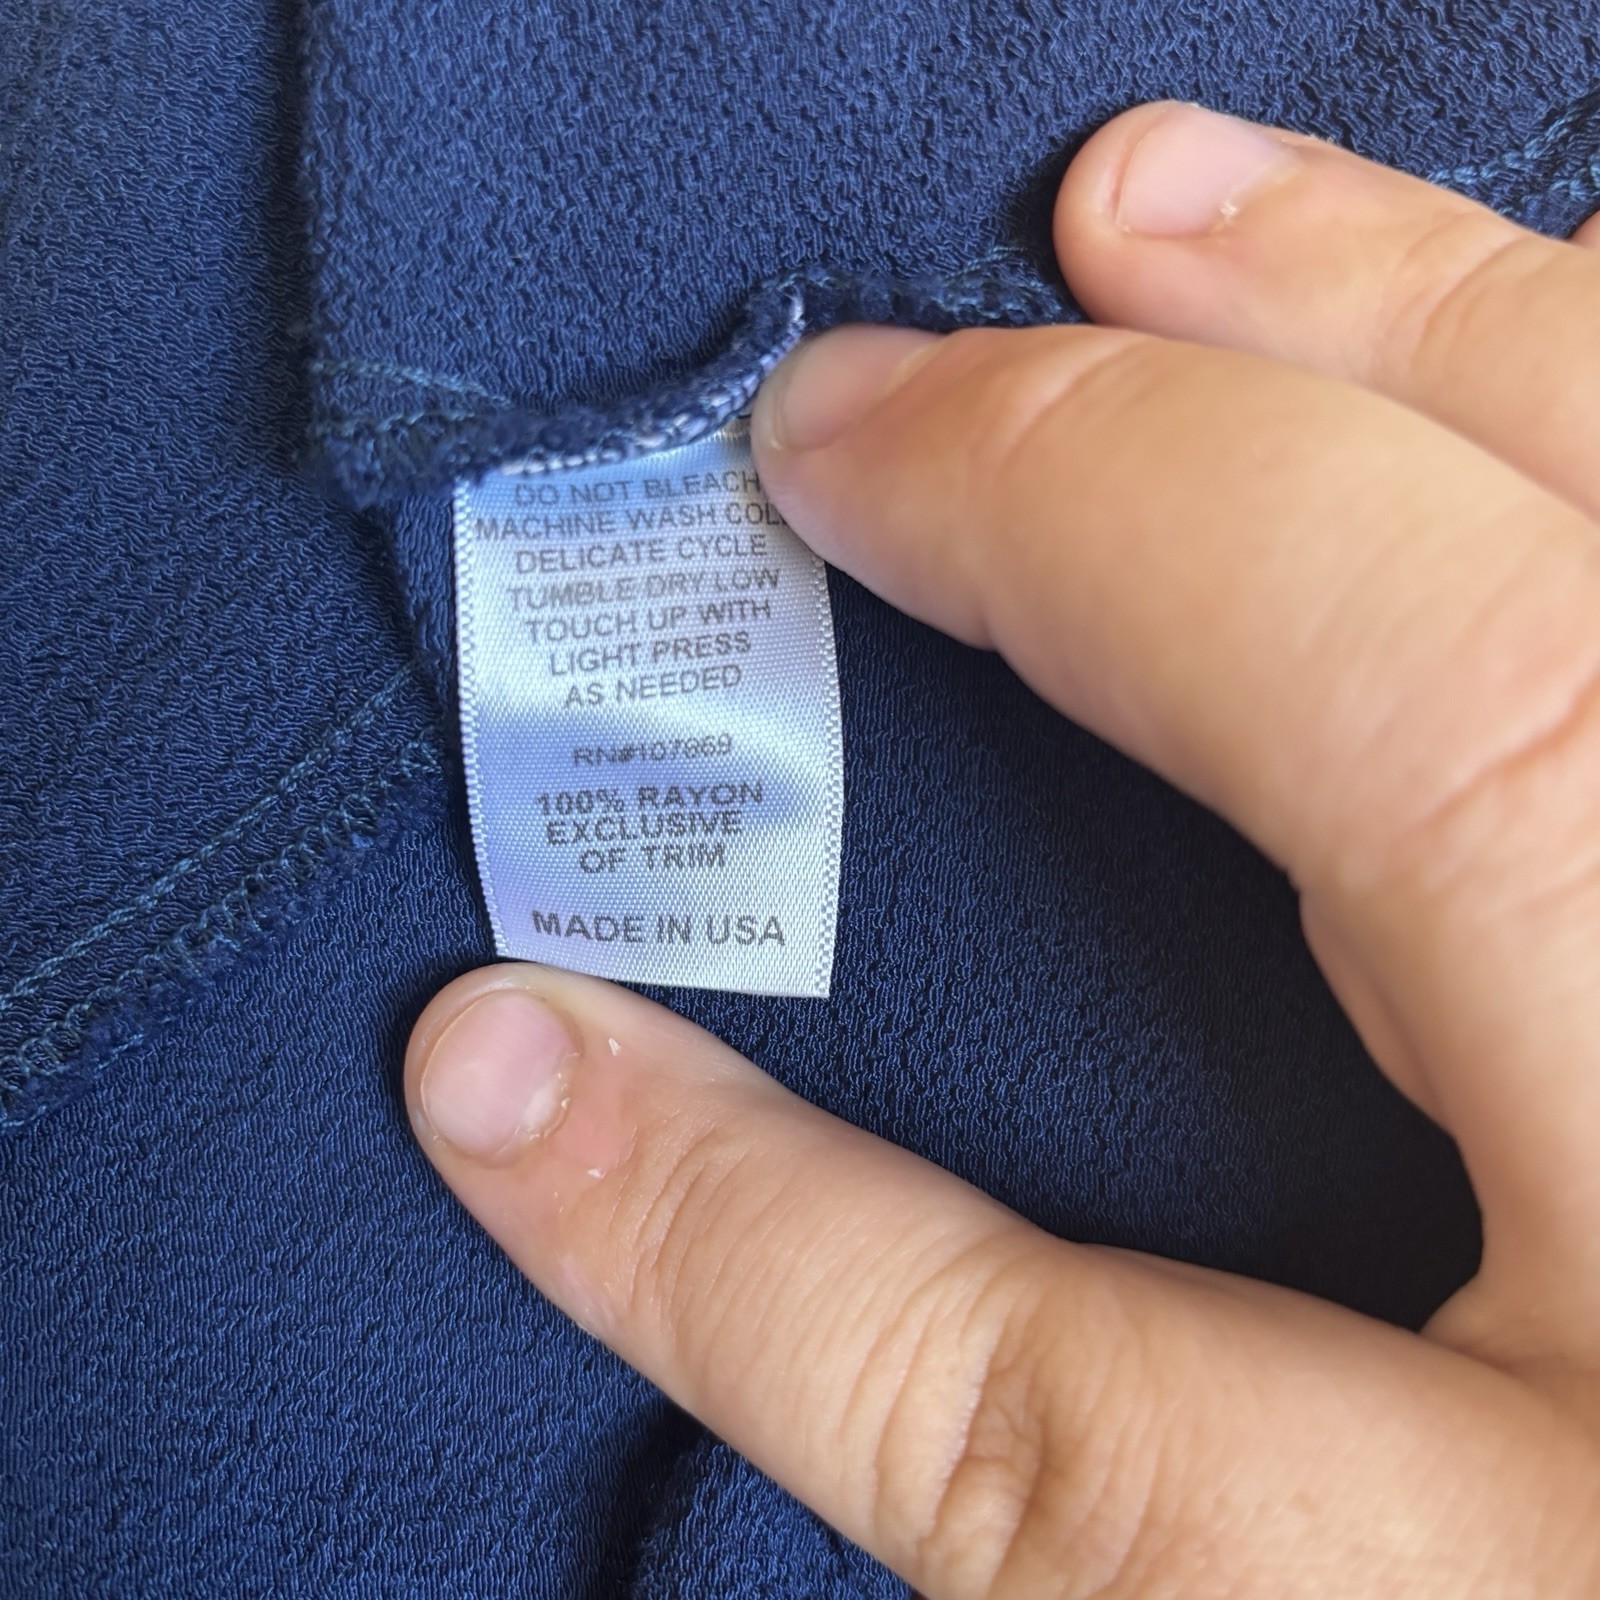 DO NOT BLEACH
MACHINE WASH COL
DELICATE CYCLE
TUMBLE DRY LOW
TOUCH UP WITH
LIGHT PRESS
AS NEEDED
RN#107869
100% RAYON
EXCLUSIVE
OF TRIM
MADE IN USA